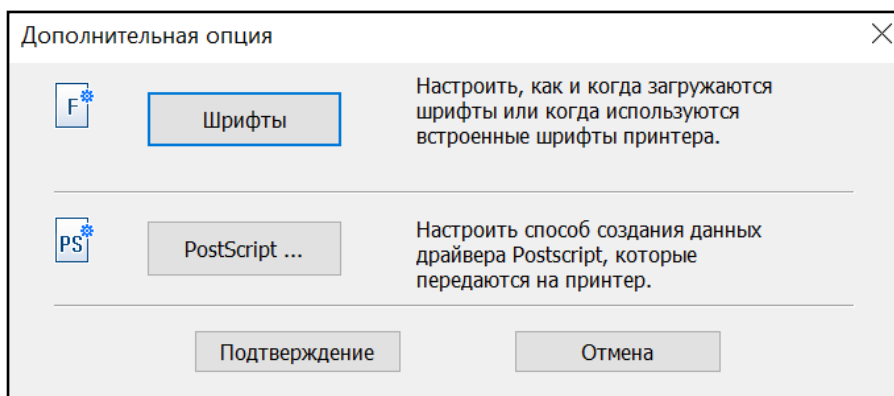 Дополнительная опция
F
Шрифты
Настроить, как и когда загружаются
шрифты или когда используются
встроенные шрифты принтера.
PS
PostScript ...
Настроить способ создания данных
драйвера Postscript, которые
передаются на принтер.
Подтверждение
Отмена